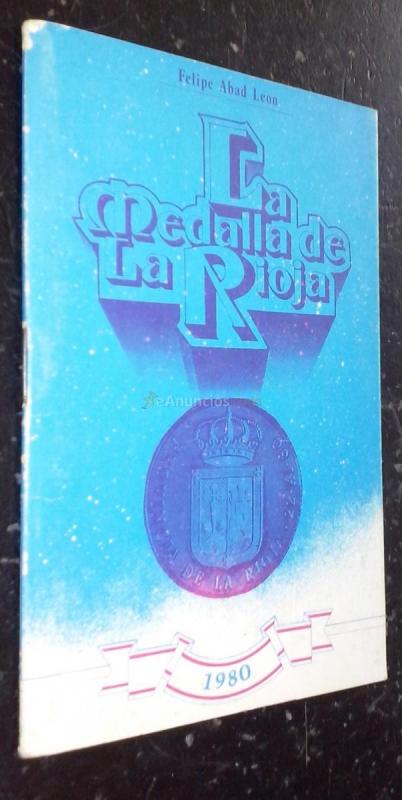 Felipe Abad Leon
La
Medalla de
La Rioja
eAnuncios
DE LA RIOJA
1980